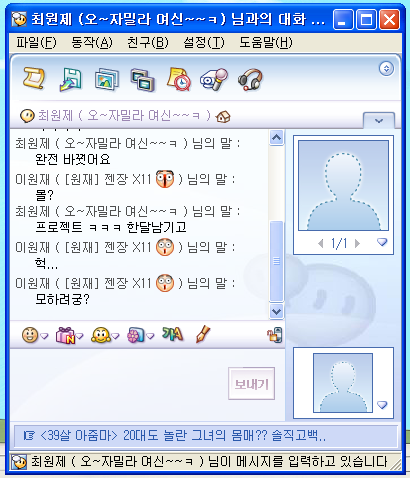 최원제 ( 오~자밀라 여신~~ㅋ ) 님과의 대화 ...
파일(F) 동작(A) 친구(B) 설정(T) 도움말(H)
최원제 ( 오~자밀라 여신~~ㅋ )
최원제 ( 오~자밀라 여신~~ㅋ ) 님의 말 :
완전 바꼇어요
이원재 ( [원재] 젠장 X11 ) 님의 말 :
몰?
최원제 ( 오~자밀라 여신~~ㅋ ) 님의 말 :
프로젝트 ㅋㅋㅋ 한달남기고
이원재 ( [원재] 젠장 X11 ) 님의 말 :
헉...
이원재 ( [원재] 젠장 X11 ) 님의 말 :
모하려궁?
1/1
가A
보내기
☞ <39살 아줌마> 20대도 놀란 그녀의 몸매?? 솔직고백..
최원제 ( 오~자밀라 여신~~ㅋ ) 님이 메시지를 입력하고 있습니다